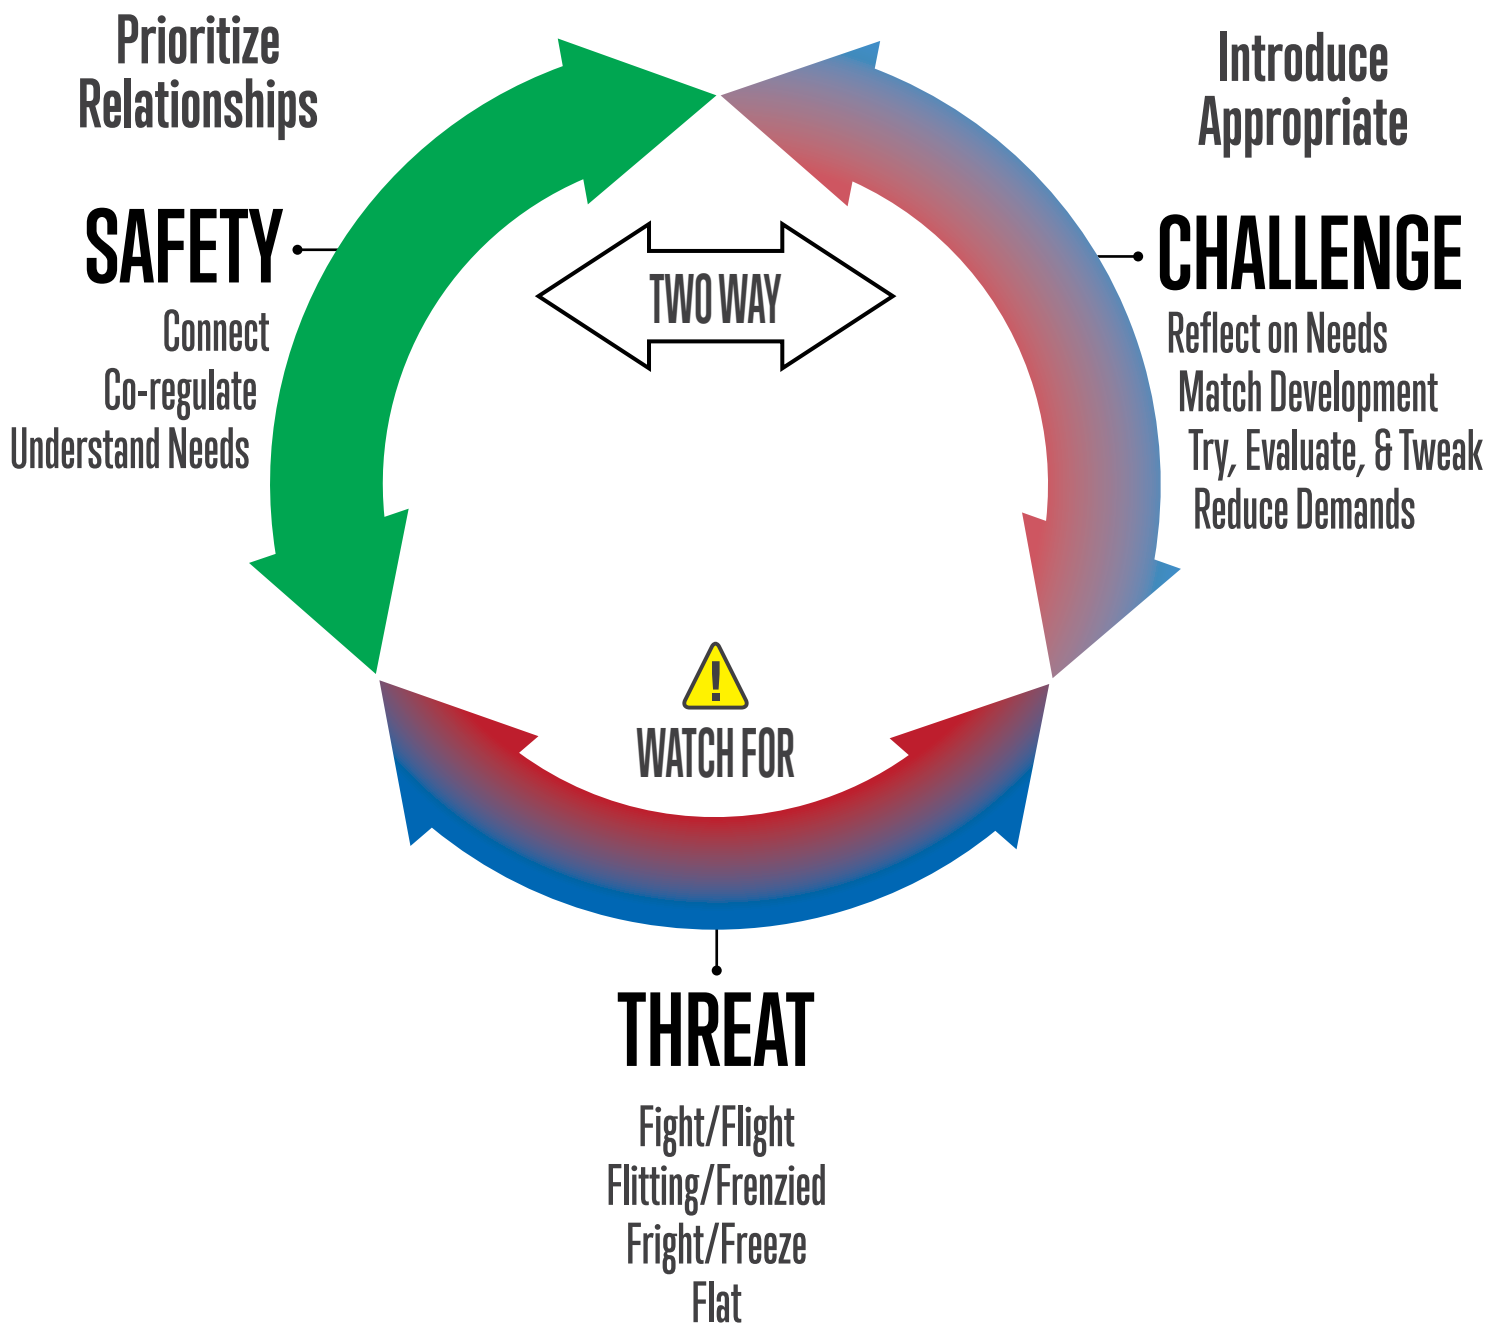 Prioritize
Relationships
SAFETY
Connect
Co-regulate
Understand Needs
TWO WAY
Introduce
Appropriate
CHALLENGE
Reflect on Needs
Match Development
Try, Evaluate, & Tweak
Reduce Demands
!
WATCH FOR
THREAT
Fight/Flight
Flitting/Frenzied
Fright/Freeze
Flat